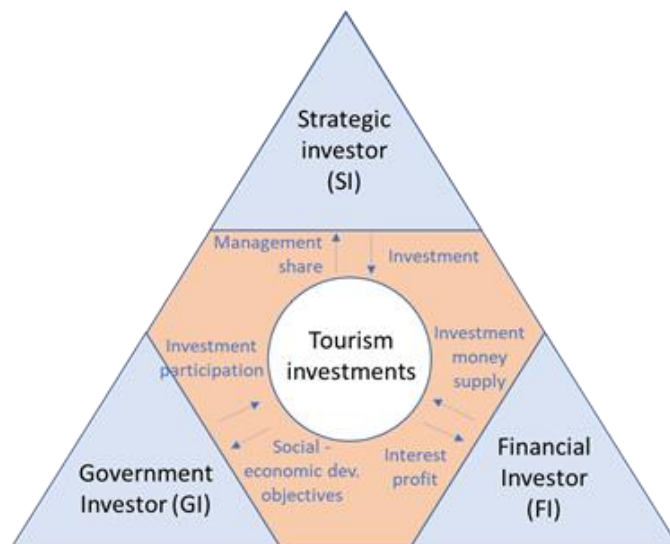 Strategic
investor
(SI)
Management
share
Investment
Tourism
investments
Investment
participation
Investment
money
supply
Social -
economic dev.
objectives
Interest
profit
Government
Investor (GI)
Financial
Investor
(FI)